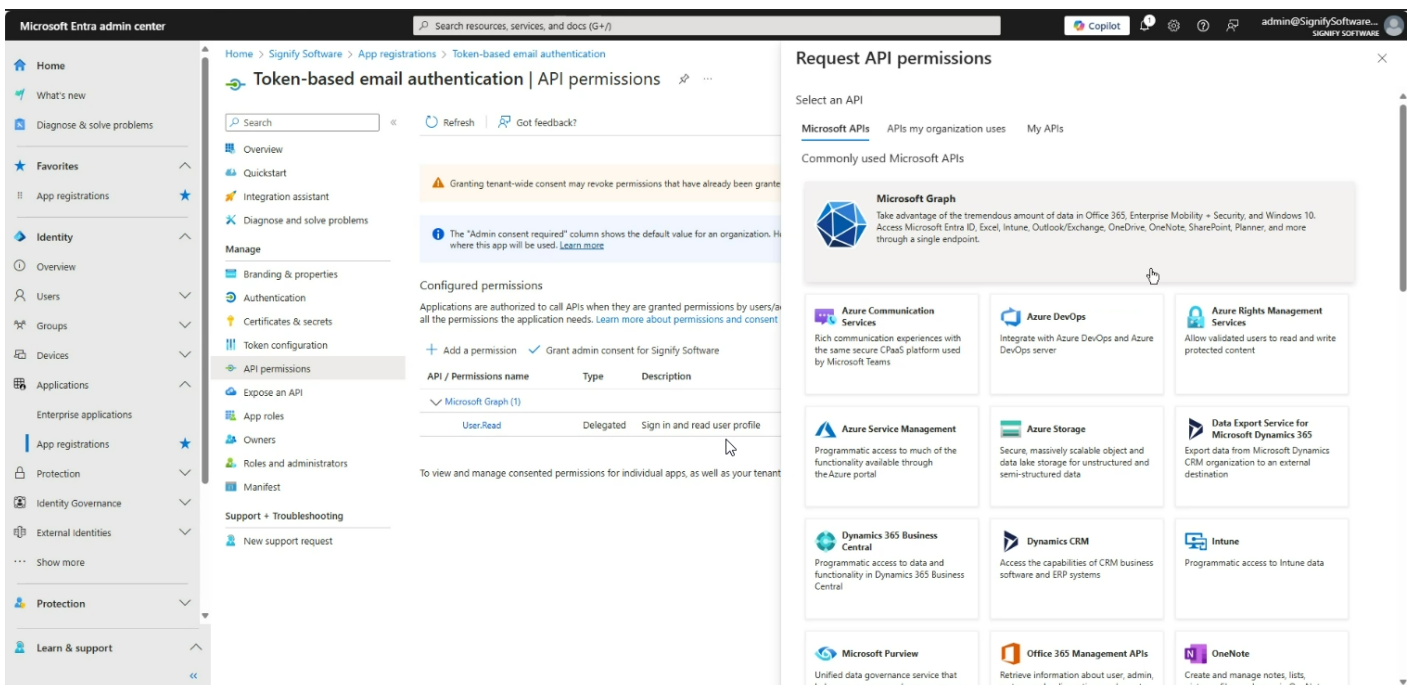 Microsoft Entra admin center
Search resources, services, and docs (G+/)
Copilot
1
admin@SignifySoftware...
SIGNIFY SOFTWARE
Home
What's new
Diagnose & solve problems
Favorites
App registrations
Identity
Overview
Users
Groups
Devices
Applications
Enterprise applications
App registrations
Protection
Identity Governance
External Identities
Show more
Protection
Learn & support
Home > Signify Software > App registrations > Token-based email authentication
Token-based email authentication | API permissions
Search
Overview
Quickstart
Integration assistant
Diagnose and solve problems
Manage
Branding & properties
Authentication
Certificates & secrets
Token configuration
API permissions
Expose an API
App roles
Owners
Roles and administrators
Manifest
Support + Troubleshooting
New support request
Refresh
Got feedback?
Granting tenant-wide consent may revoke permissions that have already been grante
The "Admin consent required" column shows the default value for an organization. H
where this app will be used. Learn more
Configured permissions
Applications are authorized to call APIs when they are granted permissions by users/a
all the permissions the application needs. Learn more about permissions and consent
Add a permission
Grant admin consent for Signify Software
API / Permissions name Type Description
Microsoft Graph (1)
User.Read Delegated Sign in and read user profile
To view and manage consented permissions for individual apps, as well as your tenant
Request API permissions
Select an API
Microsoft APIs
APIs my organization uses
My APIs
Commonly used Microsoft APIs
Microsoft Graph
Take advantage of the tremendous amount of data in Office 365, Enterprise Mobility + Security, and Windows 10.
Access Microsoft Entra ID, Excel, Intune, Outlook/Exchange, OneDrive, OneNote, SharePoint, Planner, and more
through a single endpoint.
Azure Communication
Services
Rich communication experiences with
the same secure CPaaS platform used
by Microsoft Teams
Azure DevOps
Integrate with Azure DevOps and Azure
DevOps server
Azure Rights Management
Services
Allow validated users to read and write
protected content
Azure Service Management
Programmatic access to much of the
functionality available through
the Azure portal
Azure Storage
Secure, massively scalable object and
data lake storage for unstructured and
semi-structured data
Data Export Service for
Microsoft Dynamics 365
Export data from Microsoft Dynamics
CRM organization to an external
destination
Dynamics 365 Business
Central
Programmatic access to data and
functionality in Dynamics 365 Business
Central
Dynamics CRM
Access the capabilities of CRM business
software and ERP systems
Intune
Programmatic access to Intune data
Microsoft Purview
Unified data governance service that
Office 365 Management APIs
Retrieve information about user, admin,
OneNote
Create and manage notes, lists,